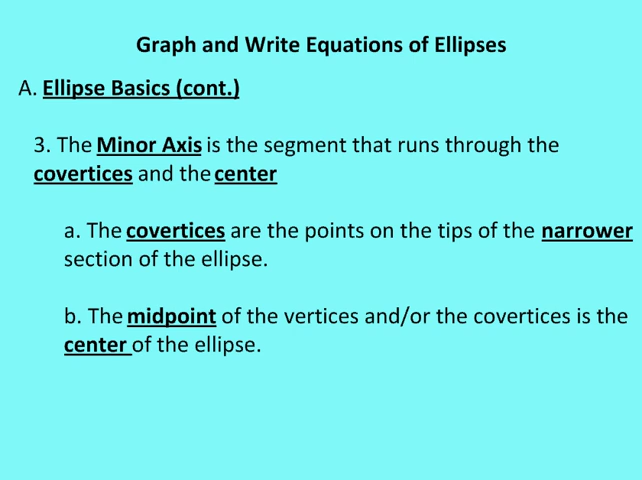 Graph and Write Equations of Ellipses
A. Ellipse Basics (cont.)
3. The Minor Axis is the segment that runs through the
covertices and the center
a. The covertices are the points on the tips of the narrower
section of the ellipse.
b. The midpoint of the vertices and/or the covertices is the
center of the ellipse.